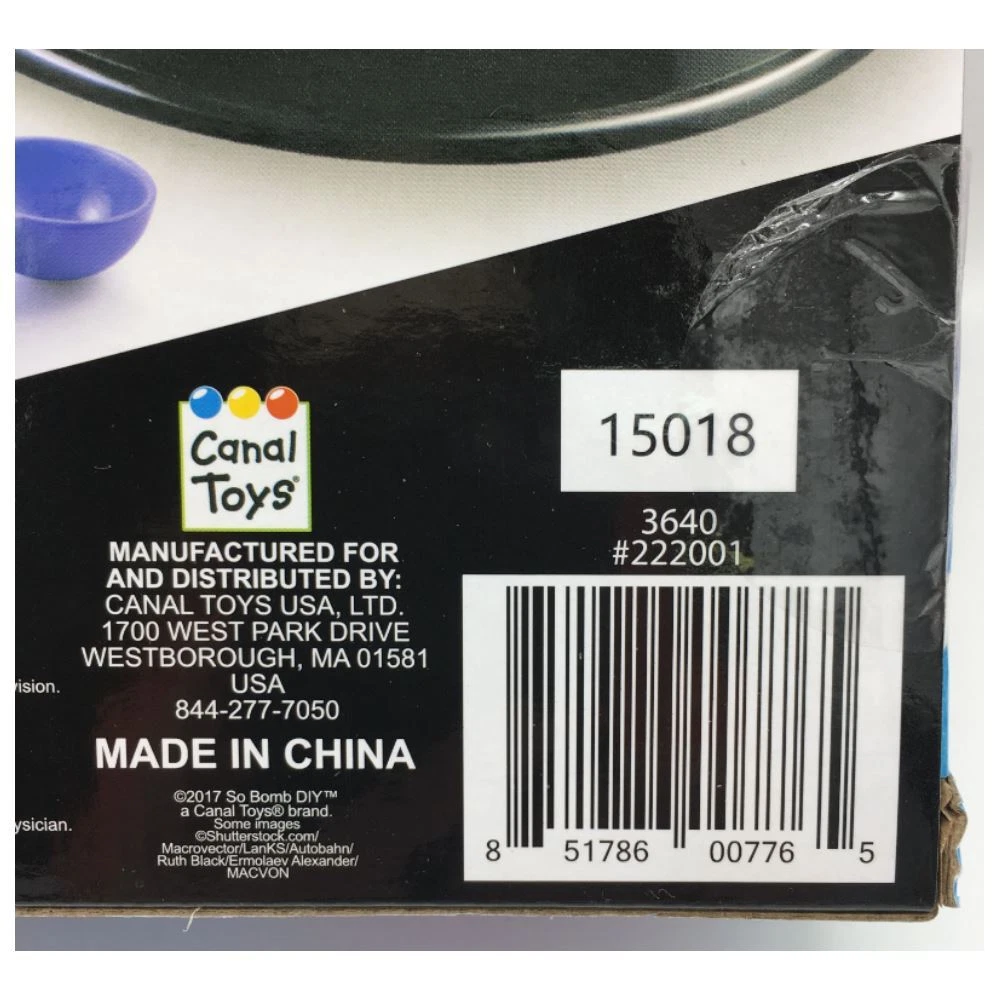 Canal
Toys®
MANUFACTURED FOR
AND DISTRIBUTED BY:
CANAL TOYS USA, LTD.
1700 WEST PARK DRIVE
WESTBOROUGH, MA 01581
USA
844-277-7050
MADE IN CHINA
©2017 So Bomb DIY™
a Canal Toys® brand.
Some images
©Shutterstock.com/
Macrovector/LanKS/Autobahn/
Ruth Black/Ermolaev Alexander/
MACVON
vision.
ysician.
15018
3640
#222001
8 51786 00776 5